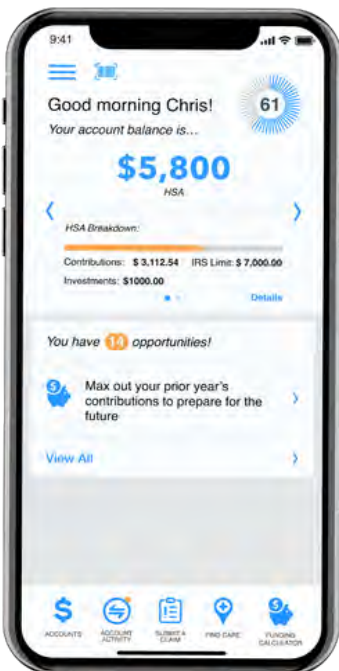 9:41
Good morning Chris!
61
Your account balance is...
$5,800
HSA
HSA Breakdown:
Contributions: $ 3,112.54 IRS Limit: $ 7,000.00
Investments: $1000.00
Details
You have 14 opportunities!
$
Max out your prior year's
contributions to prepare for the
future
View All
$
$
ACCOUNTS
ACCOUNT
ACTIVITY
SUBMIT A
CLAIM
FIND CARE
FUNDING
CALCULATOR